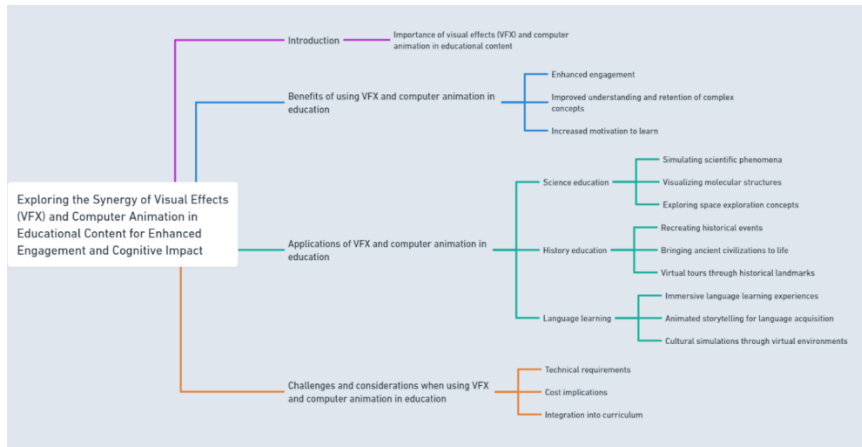 Introduction
Importance of visual effects (VFX) and computer
animation in educational content
Benefits of using VFX and computer animation in
education
Enhanced engagement
Improved understanding and retention of complex
concepts
Increased motivation to learn
Exploring the Synergy of Visual Effects
(VFX) and Computer Animation in
Educational Content for Enhanced
Engagement and Cognitive Impact
Applications of VFX and computer animation in
education
Science education
Simulating scientific phenomena
Visualizing molecular structures
Exploring space exploration concepts
History education
Recreating historical events
Bringing ancient civilizations to life
Virtual tours through historical landmarks
Language learning
Immersive language learning experiences
Animated storytelling for language acquisition
Cultural simulations through virtual environments
Challenges and considerations when using VFX
and computer animation in education
Technical requirements
Cost implications
Integration into curriculum